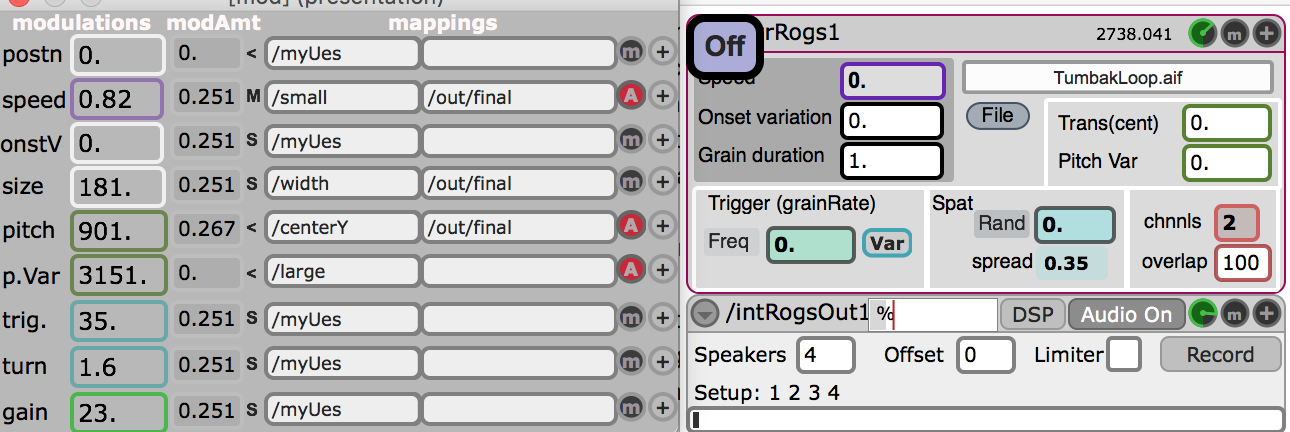 [mod] (presentation)
modulations modAmt mappings
postn 0. 0. < /myUes m +
speed 0.82 0.251 M /small /out/final A +
onstV 0. 0.251 S /myUes m +
size 181. 0.251 S /width /out/final m +
pitch 901. 0.267 < /centerY /out/final A +
p.Var 3151. 0. < /large A +
trig. 35. 0.251 S /myUes m +
turn 1.6 0.251 S /myUes m +
gain 23. 0.251 S /myUes m +
Off rRogs1 2738.041 m +
Speed 0. TumbakLoop.aif
Onset variation 0. File Trans(cent) 0.
Grain duration 1. Pitch Var 0.
Trigger (grainRate) Spat
Freq 0. Var Rand 0. chnnls 2
spread 0.35 overlap 100
/intRogsOut1 % DSP Audio On m +
Speakers 4 Offset 0 Limiter Record
Setup: 1 2 3 4